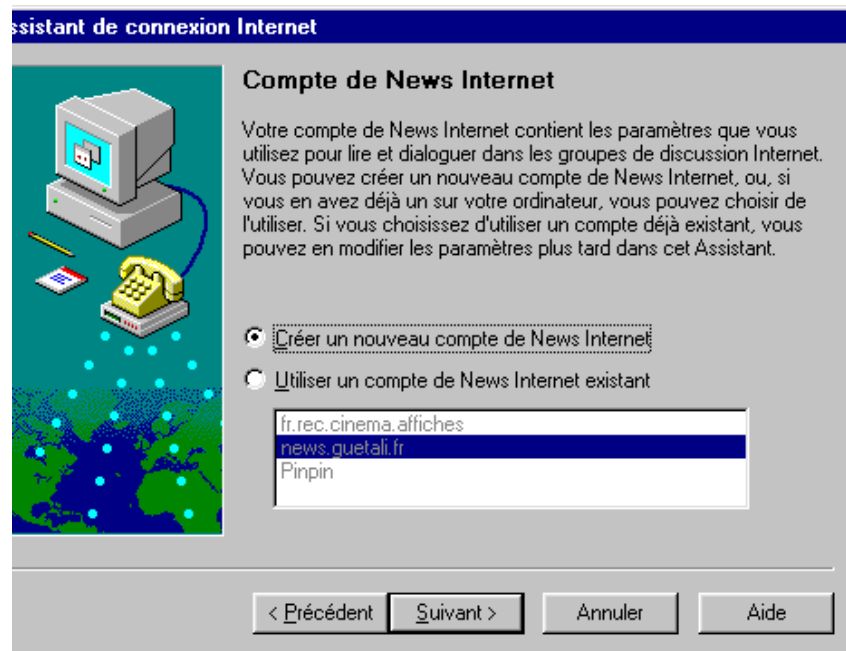 ssistant de connexion Internet
Compte de News Internet
Votre compte de News Internet contient les paramètres que vous
utilisez pour lire et dialoguer dans les groupes de discussion Internet.
Vous pouvez créer un nouveau compte de News Internet, ou, si
vous en avez déjà un sur votre ordinateur, vous pouvez choisir de
l'utiliser. Si vous choisissez d'utiliser un compte déjà existant, vous
pouvez en modifier les paramètres plus tard dans cet Assistant.
Créer un nouveau compte de News Internet
Utiliser un compte de News Internet existant
fr.rec.cinema.affiches
news.guetali.fr
Pinpin
< Précédent Suivant > Annuler Aide